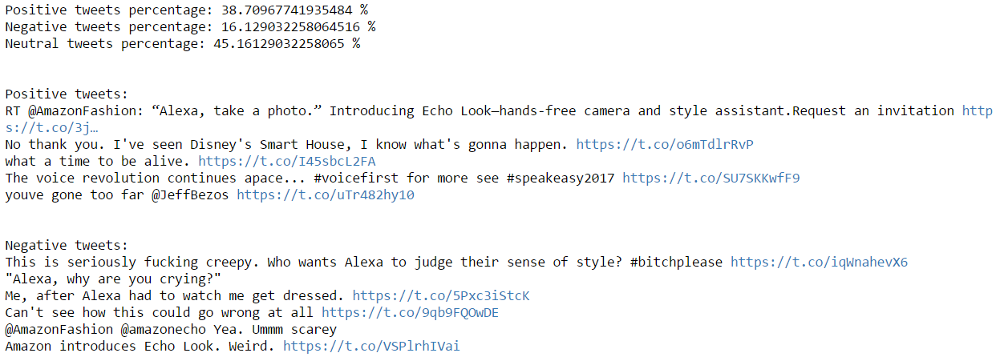 Positive tweets percentage: 38.70967741935484 %
Negative tweets percentage: 16.129032258064516 %
Neutral tweets percentage: 45.16129032258065 %
Positive tweets:
RT @AmazonFashion: “Alexa, take a photo.” Introducing Echo Look—hands-free camera and style assistant.Request an invitation http
s://t.co/3j…
No thank you. I've seen Disney's Smart House, I know what's gonna happen. https://t.co/o6mTdlrRvP
what a time to be alive. https://t.co/I45sbcL2FA
The voice revolution continues apace... #voicefirst for more see #speakeasy2017 https://t.co/SU7SKKwfF9
youve gone too far @JeffBezos https://t.co/uTr482hy10
Negative tweets:
This is seriously fucking creepy. Who wants Alexa to judge their sense of style? #bitchplease https://t.co/iqWnahevX6
"Alexa, why are you crying?"
Me, after Alexa had to watch me get dressed. https://t.co/5Pxc3iStcK
Can't see how this could go wrong at all https://t.co/9qb9FQOwDE
@AmazonFashion @amazonecho Yea. Ummm scarey
Amazon introduces Echo Look. Weird. https://t.co/VSPlrhIVai